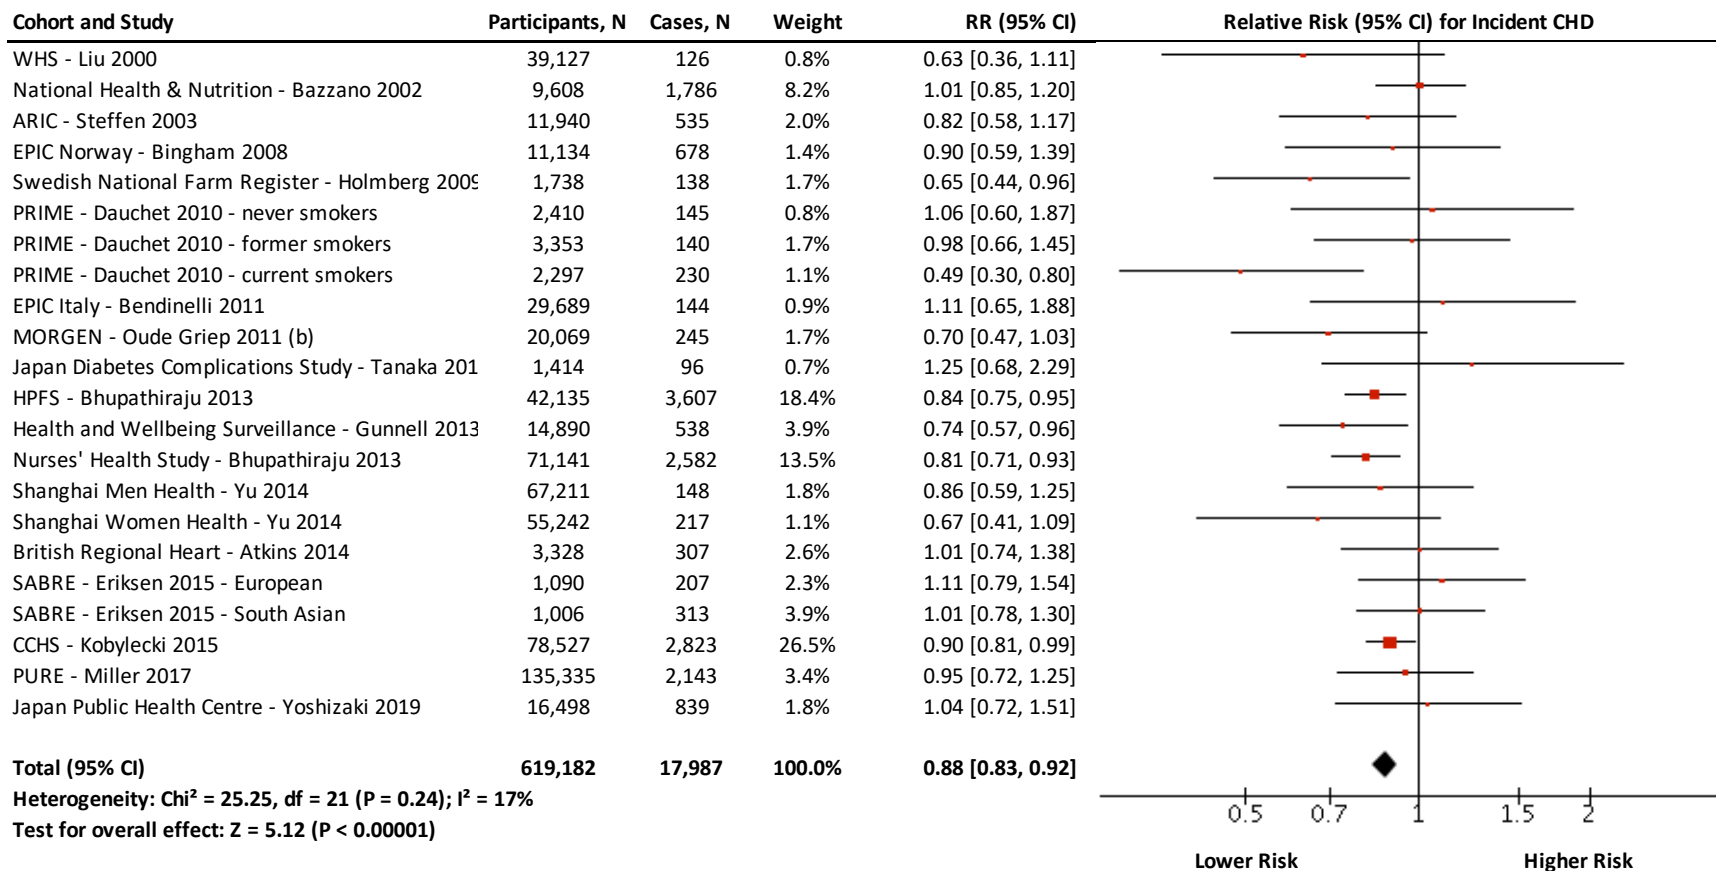 Cohort and Study Participants, N Cases, N Weight RR (95% CI) Relative Risk (95% CI) for Incident CHD
WHS - Liu 2000 39,127 126 0.8% 0.63 [0.36, 1.11]
National Health & Nutrition - Bazzano 2002 9,608 1,786 8.2% 1.01 [0.85, 1.20]
ARIC - Steffen 2003 11,940 535 2.0% 0.82 [0.58, 1.17]
EPIC Norway - Bingham 2008 11,134 678 1.4% 0.90 [0.59, 1.39]
Swedish National Farm Register - Holmberg 2009 1,738 138 1.7% 0.65 [0.44, 0.96]
PRIME - Dauchet 2010 - never smokers 2,410 145 0.8% 1.06 [0.60, 1.87]
PRIME - Dauchet 2010 - former smokers 3,353 140 1.7% 0.98 [0.66, 1.45]
PRIME - Dauchet 2010 - current smokers 2,297 230 1.1% 0.49 [0.30, 0.80]
EPIC Italy - Bendinelli 2011 29,689 144 0.9% 1.11 [0.65, 1.88]
MORGEN - Oude Griep 2011 (b) 20,069 245 1.7% 0.70 [0.47, 1.03]
Japan Diabetes Complications Study - Tanaka 201 1,414 96 0.7% 1.25 [0.68, 2.29]
HPFS - Bhupathiraju 2013 42,135 3,607 18.4% 0.84 [0.75, 0.95]
Health and Wellbeing Surveillance - Gunnell 2013 14,890 538 3.9% 0.74 [0.57, 0.96]
Nurses' Health Study - Bhupathiraju 2013 71,141 2,582 13.5% 0.81 [0.71, 0.93]
Shanghai Men Health - Yu 2014 67,211 148 1.8% 0.86 [0.59, 1.25]
Shanghai Women Health - Yu 2014 55,242 217 1.1% 0.67 [0.41, 1.09]
British Regional Heart - Atkins 2014 3,328 307 2.6% 1.01 [0.74, 1.38]
SABRE - Eriksen 2015 - European 1,090 207 2.3% 1.11 [0.79, 1.54]
SABRE - Eriksen 2015 - South Asian 1,006 313 3.9% 1.01 [0.78, 1.30]
CCHS - Kobylecki 2015 78,527 2,823 26.5% 0.90 [0.81, 0.99]
PURE - Miller 2017 135,335 2,143 3.4% 0.95 [0.72, 1.25]
Japan Public Health Centre - Yoshizaki 2019 16,498 839 1.8% 1.04 [0.72, 1.51]
Total (95% CI) 619,182 17,987 100.0% 0.88 [0.83, 0.92]
Heterogeneity: Chi² = 25.25, df = 21 (P = 0.24); I² = 17%
Test for overall effect: Z = 5.12 (P < 0.00001)
0.5 0.7 1 1.5 2
Lower Risk Higher Risk